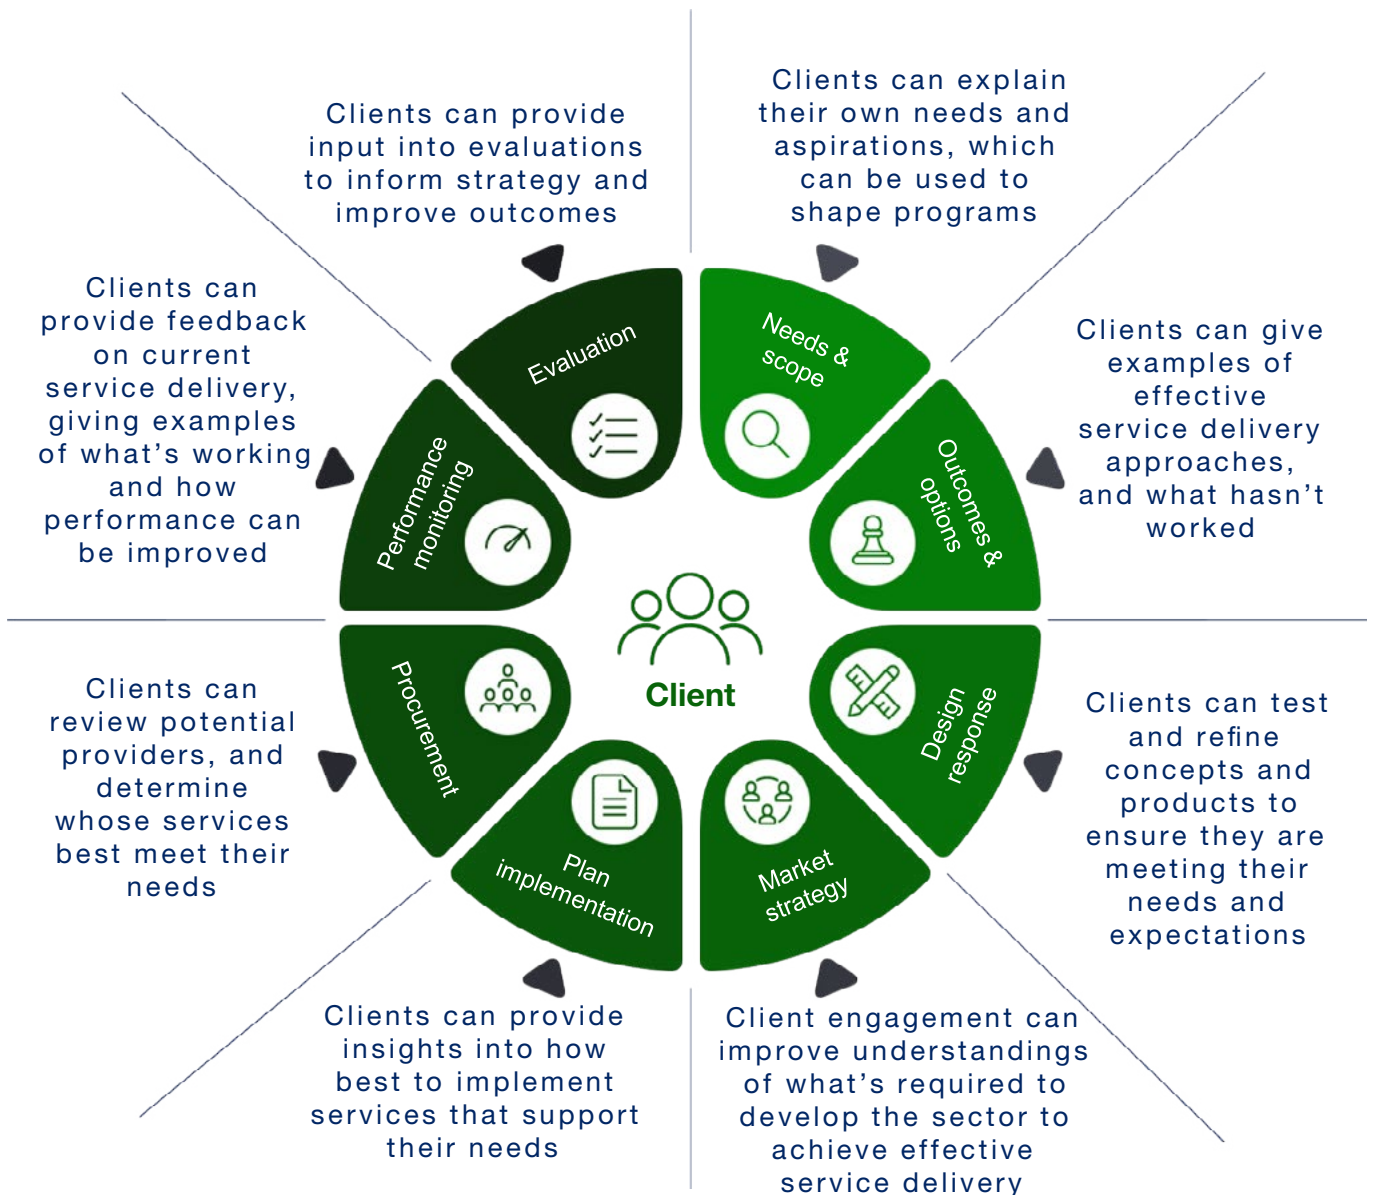 Clients can explain
their own needs and
aspirations, which
can be used to
shape programs
Needs &
scope
Clients can give
examples of
effective
service delivery
approaches,
and what hasn’t
worked
Outcomes &
options
Clients can test
and refine
concepts and
products to
ensure they are
meeting their
needs and
expectations
Design
response
Client engagement can
improve understandings
of what’s required to
develop the sector to
achieve effective
service delivery
Market
strategy
Clients can provide
insights into how
best to implement
services that support
their needs
Plan
implementation
Clients can
review potential
providers, and
determine
whose services
best meet their
needs
Procurement
Clients can
provide feedback
on current
service delivery,
giving examples
of what’s working
and how
performance can
be improved
Performance
monitoring
Clients can provide
input into evaluations
to inform strategy and
improve outcomes
Evaluation
Client